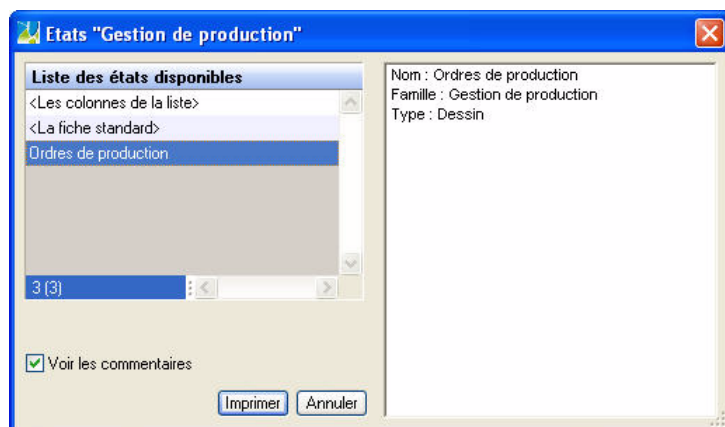 Etats "Gestion de production"
Liste des états disponibles
<Les colonnes de la liste>
<La fiche standard>
Ordres de production
3 (3)
Voir les commentaires
Imprimer
Annuler
Nom : Ordres de production
Famille : Gestion de production
Type : Dessin